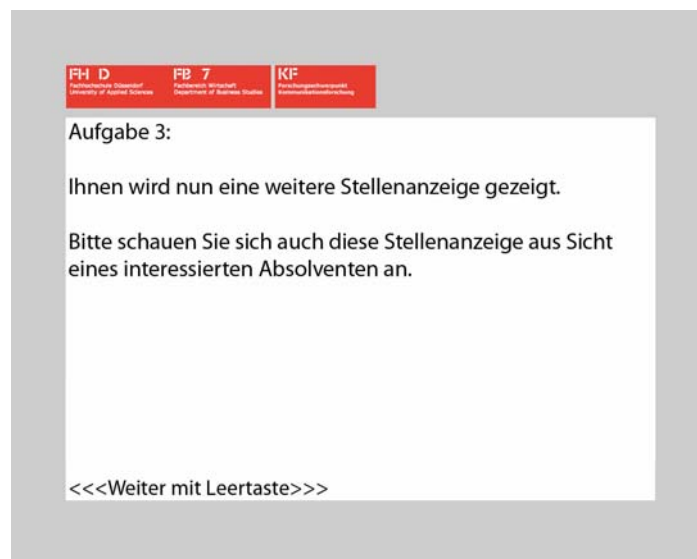 FH D FB 7 KF
Fachhochschule Düsseldorf Fachbereich Wirtschaft Forschungsschwerpunkt
University of Applied Sciences Department of Business Studies Kommunikationsforschung
Aufgabe 3:
Ihnen wird nun eine weitere Stellenanzeige gezeigt.
Bitte schauen Sie sich auch diese Stellenanzeige aus Sicht
eines interessierten Absolventen an.
<<<Weiter mit Leertaste>>>